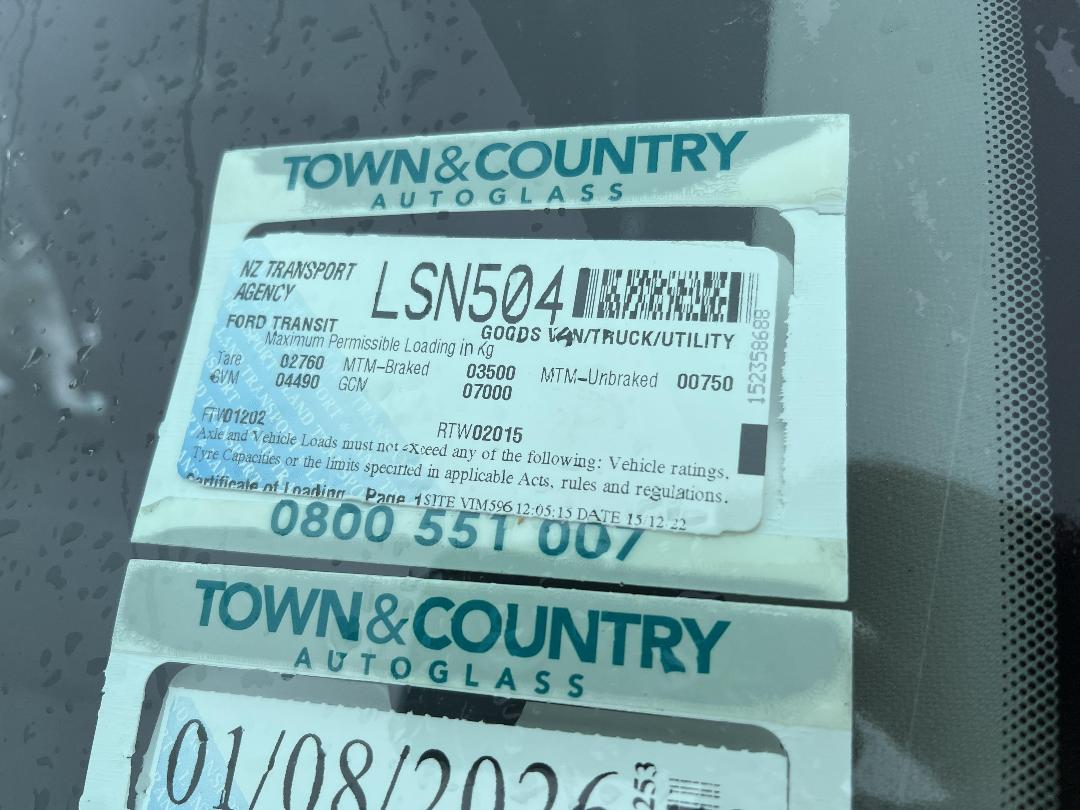 TOWN&COUNTRY
AUTOGLASS
NZ TRANSPORT
AGENCY
LSN504
FORD TRANSIT
GOODS VAN/TRUCK/UTILITY
Maximum Permissible Loading in Kg
Tare 02760 MTM-Braked 03500 MTM-Unbraked 00750
GVM 04490 GCM 07000
152358688
FTW01202 RTW02015
Axle and Vehicle Loads must not exceed any of the following: Vehicle ratings,
Tyre Capacities or the limits specified in applicable Acts, rules and regulations.
Certificate of Loading Page 1 SITE VIM596 12:05:15 DATE 15/12/22
0800 551 007
TOWN&COUNTRY
AUTOGLASS
01/08/2026
253